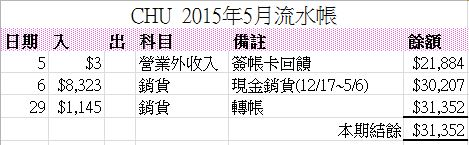 CHU 2015年5月流水帳
日期 入 出 科目 備註 餘額
5 $3 營業外收入 簽帳卡回饋 $21,884
6 $8,323 銷貨 現金銷貨(12/17~5/6) $30,207
29 $1,145 銷貨 轉帳 $31,352
本期結餘 $31,352